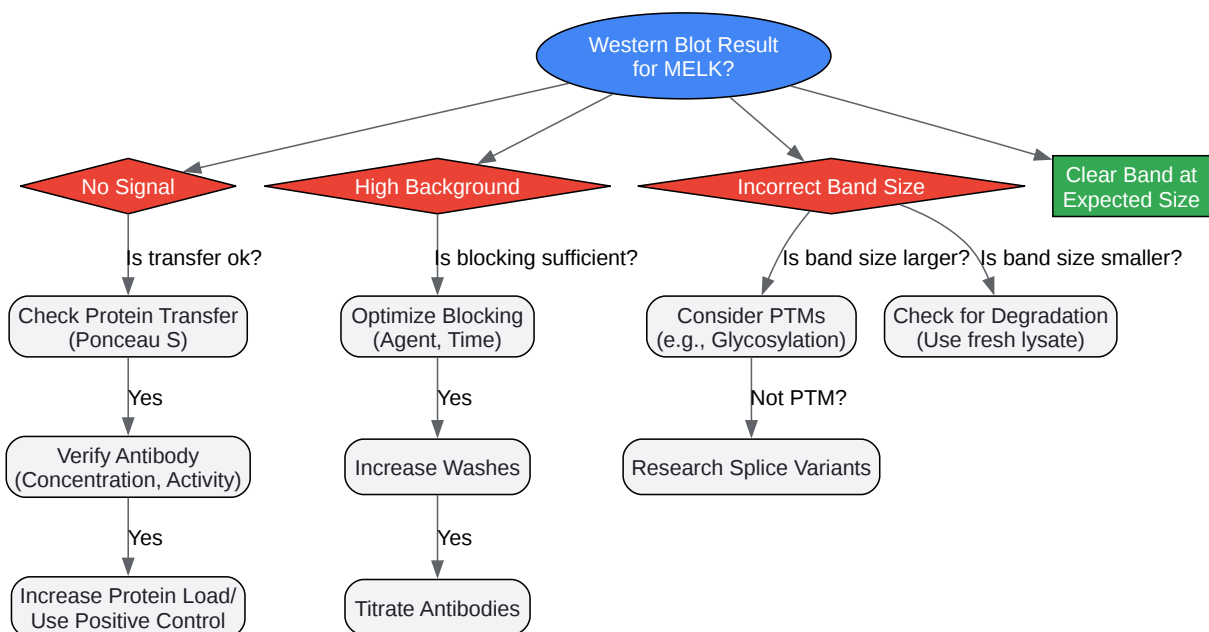 Western Blot Result
for MELK?
No Signal
High Background
Incorrect Band Size
Clear Band at
Expected Size
Is transfer ok?
Is blocking sufficient?
Is band size larger?
Is band size smaller?
Check Protein Transfer
(Ponceau S)
Optimize Blocking
(Agent, Time)
Consider PTMs
(e.g., Glycosylation)
Check for Degradation
(Use fresh lysate)
Yes
Yes
Not PTM?
Verify Antibody
(Concentration, Activity)
Increase Washes
Research Splice Variants
Yes
Yes
Increase Protein Load/
Use Positive Control
Titrate Antibodies